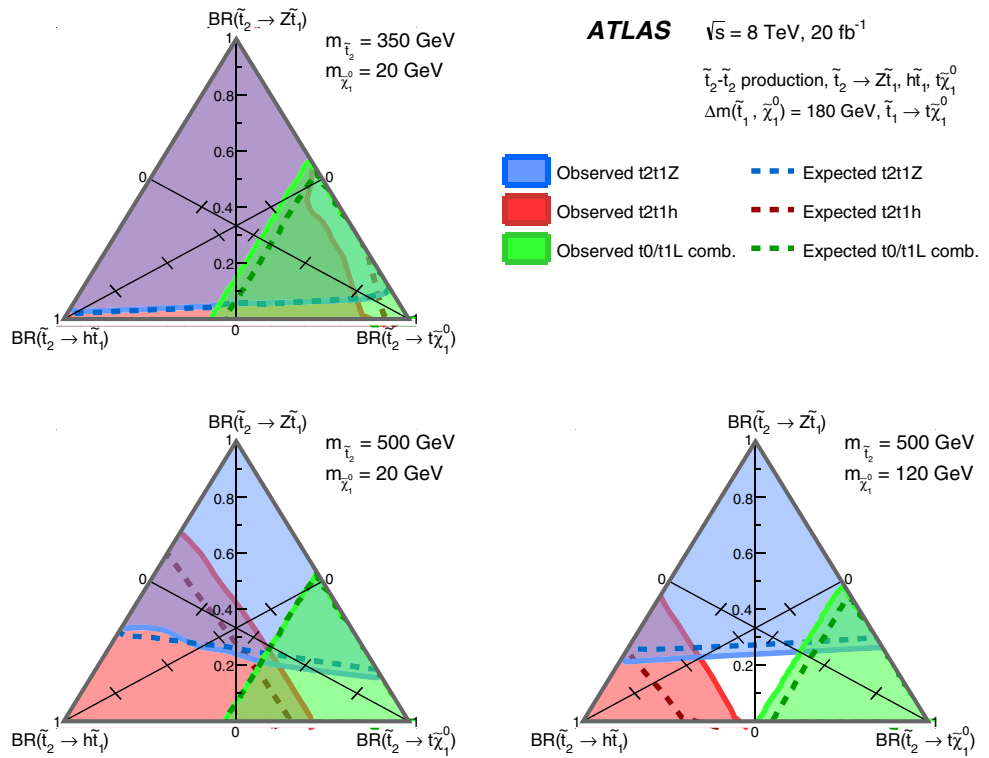 BR(t̃₂ → Zt̃₁)
m_t̃₂ = 350 GeV
m_χ̃₁⁰ = 20 GeV
1
0.8
0.6
0.4
0.2
0
0
0
1
1
BR(t̃₂ → ht̃₁)
BR(t̃₂ → tχ̃₁⁰)
ATLAS √s = 8 TeV, 20 fb⁻¹
t̃₂-t̃₂ production, t̃₂ → Zt̃₁, ht̃₁, tχ̃₁⁰
Δm(t̃₁, χ̃₁⁰) = 180 GeV, t̃₁ → tχ̃₁⁰
Observed t2t1Z Expected t2t1Z
Observed t2t1h Expected t2t1h
Observed t0/t1L comb. Expected t0/t1L comb.
BR(t̃₂ → Zt̃₁)
m_t̃₂ = 500 GeV
m_χ̃₁⁰ = 20 GeV
1
0.8
0.6
0.4
0.2
0
0
0
1
1
BR(t̃₂ → ht̃₁)
BR(t̃₂ → tχ̃₁⁰)
BR(t̃₂ → Zt̃₁)
m_t̃₂ = 500 GeV
m_χ̃₁⁰ = 120 GeV
1
0.8
0.6
0.4
0.2
0
0
0
1
1
BR(t̃₂ → ht̃₁)
BR(t̃₂ → tχ̃₁⁰)